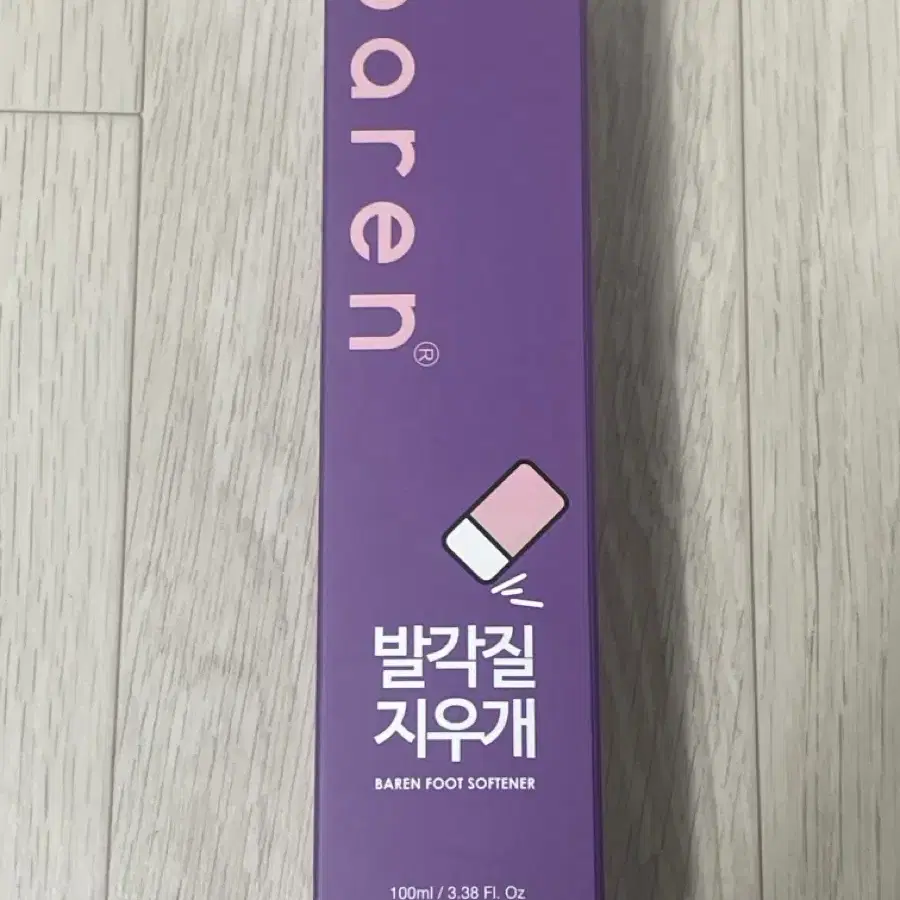 baren®
발각질
지우개
BAREN FOOT SOFTENER
100ml / 3.38 Fl. Oz